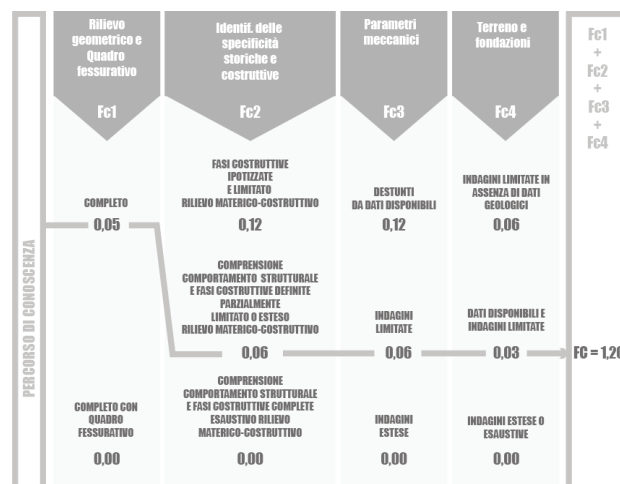 Rilievo
geometrico e
Quadro
fessurativo
Fc1
Identif. delle
specificità
storiche e
costruttive
Fc2
Parametri
meccanici
Fc3
Terreno e
fondazioni
Fc4
Fc1
+
Fc2
+
Fc3
+
Fc4
PERCORSO DI CONOSCENZA
COMPLETO
0,05
FASI COSTRUTTIVE
IPOTIZZATE
E LIMITATO
RILIEVO MATERICO-COSTRUTTIVO
0,12
DESTUNTI
DA DATI DISPONIBILI
0,12
INDAGINI LIMITATE IN
ASSENZA DI DATI
GEOLOGICI
0,06
COMPRENSIONE
COMPORTAMENTO STRUTTURALE
E FASI COSTRUTTIVE DEFINITE
PARZIALMENTE
LIMITATO O ESTESO
RILIEVO MATERICO-COSTRUTTIVO
0,06
INDAGINI
LIMITATE
0,06
DATI DISPONIBILI E
INDAGINI LIMITATE
0,03
FC = 1,20
COMPLETO CON
QUADRO
FESSURATIVO
0,00
COMPRENSIONE
COMPORTAMENTO STRUTTURALE
E FASI COSTRUTTIVE COMPLETE
ESAUSTIVO RILIEVO
MATERICO-COSTRUTTIVO
0,00
INDAGINI
ESTESE
0,00
INDAGINI ESTESE O
ESAUSTIVE
0,00